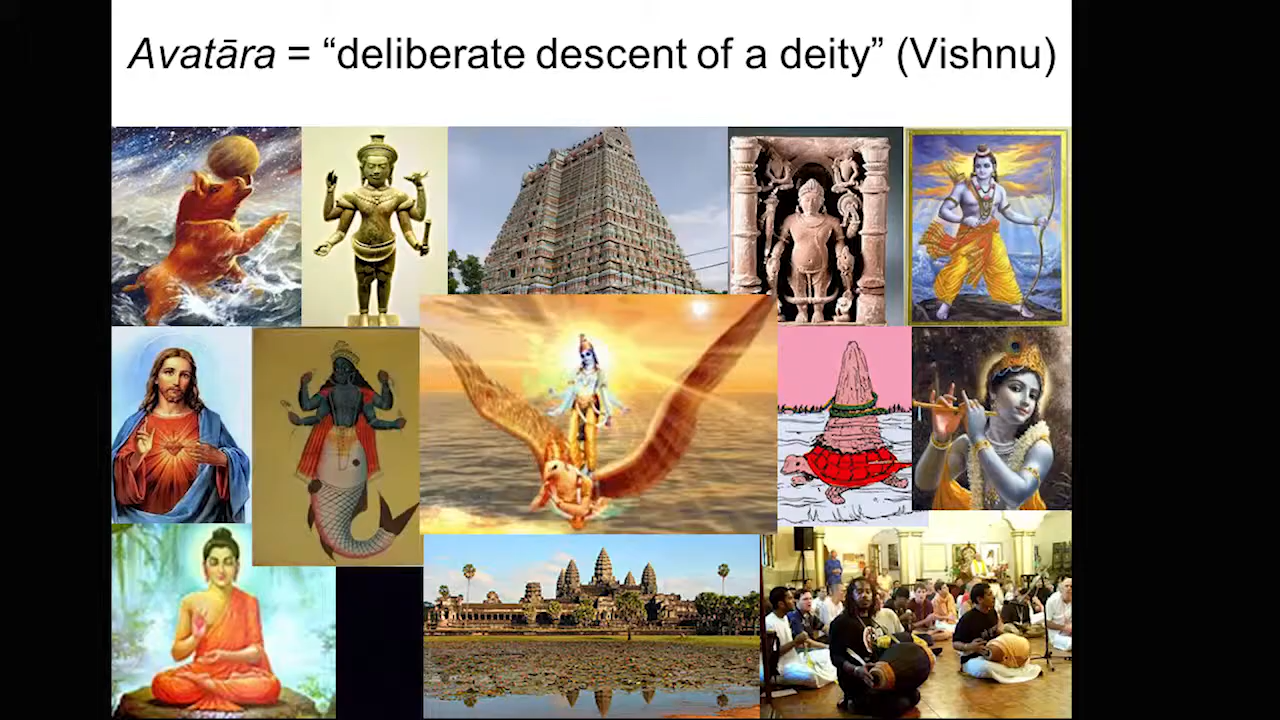 Avatāra = “deliberate descent of a deity” (Vishnu)